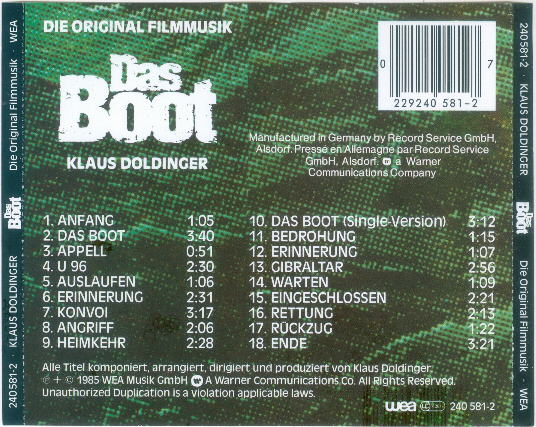 DIE ORIGINAL FILMMUSIK
Das
Boot
KLAUS DOLDINGER
0 7
229240 581-2
Manufactured in Germany by Record Service GmbH,
Alsdorf. Pressé en Allemagne par Record Service
GmbH, Alsdorf. a Warner
Communications Company
1. ANFANG 1:05
2. DAS BOOT 3:40
3. APPELL 0:51
4. U 96 2:30
5. AUSLAUFEN 1:06
6. ERINNERUNG 2:31
7. KONVOI 3:17
8. ANGRIFF 2:06
9. HEIMKEHR 2:28
10. DAS BOOT (Single-Version) 3:12
11. BEDROHUNG 1:15
12. ERINNERUNG 1:07
13. GIBRALTAR 2:56
14. WARTEN 1:09
15. EINGESCHLOSSEN 2:21
16. RETTUNG 2:13
17. RÜCKZUG 1:22
18. ENDE 3:21
Alle Titel komponiert, arrangiert, dirigiert und produziert von Klaus Doldinger.
℗ + © 1985 WEA Musik GmbH A Warner Communications Co. All Rights Reserved.
Unauthorized Duplication is a violation applicable laws.
wea LC 240 581-2
240 581-2 · KLAUS DOLDINGER Das Boot Die Original Filmmusik · WEA
240 581-2 · KLAUS DOLDINGER Das Boot Die Original Filmmusik · WEA